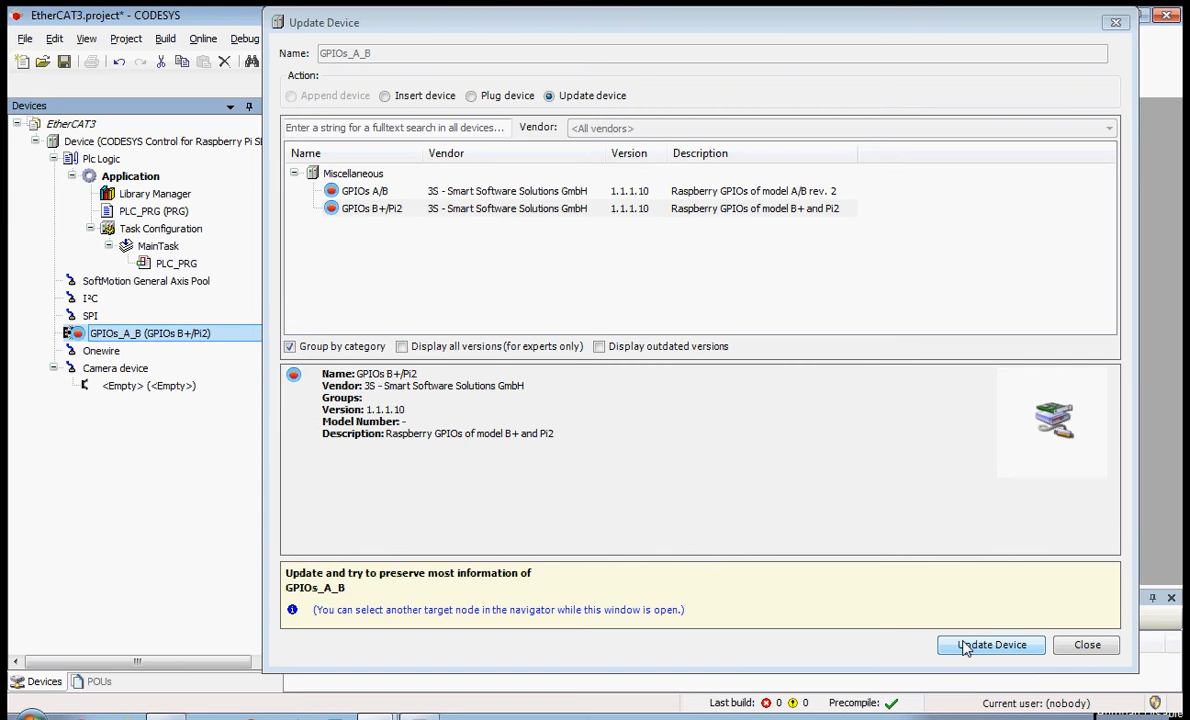 EtherCAT3.project* - CODESYS
File Edit View Project Build Online Debug
Devices
EtherCAT3
Device (CODESYS Control for Raspberry Pi SL
Plc Logic
Application
Library Manager
PLC_PRG (PRG)
Task Configuration
MainTask
PLC_PRG
SoftMotion General Axis Pool
I²C
SPI
GPIOs_A_B (GPIOs B+/Pi2)
Onewire
Camera device
<Empty> (<Empty>)
Devices POUs
Update Device
Name: GPIOs_A_B
Action:
Append device Insert device Plug device Update device
Enter a string for a fulltext search in all devices... Vendor: <All vendors>
Name Vendor Version Description
Miscellaneous
GPIOs A/B 3S - Smart Software Solutions GmbH 1.1.1.10 Raspberry GPIOs of model A/B rev. 2
GPIOs B+/Pi2 3S - Smart Software Solutions GmbH 1.1.1.10 Raspberry GPIOs of model B+ and Pi2
Group by category Display all versions(for experts only) Display outdated versions
Name: GPIOs B+/Pi2
Vendor: 3S - Smart Software Solutions GmbH
Groups:
Version: 1.1.1.10
Model Number: -
Description: Raspberry GPIOs of model B+ and Pi2
Update and try to preserve most information of
GPIOs_A_B
(You can select another target node in the navigator while this window is open.)
Update Device Close
Last build: 0 0 Precompile: Current user: (nobody)